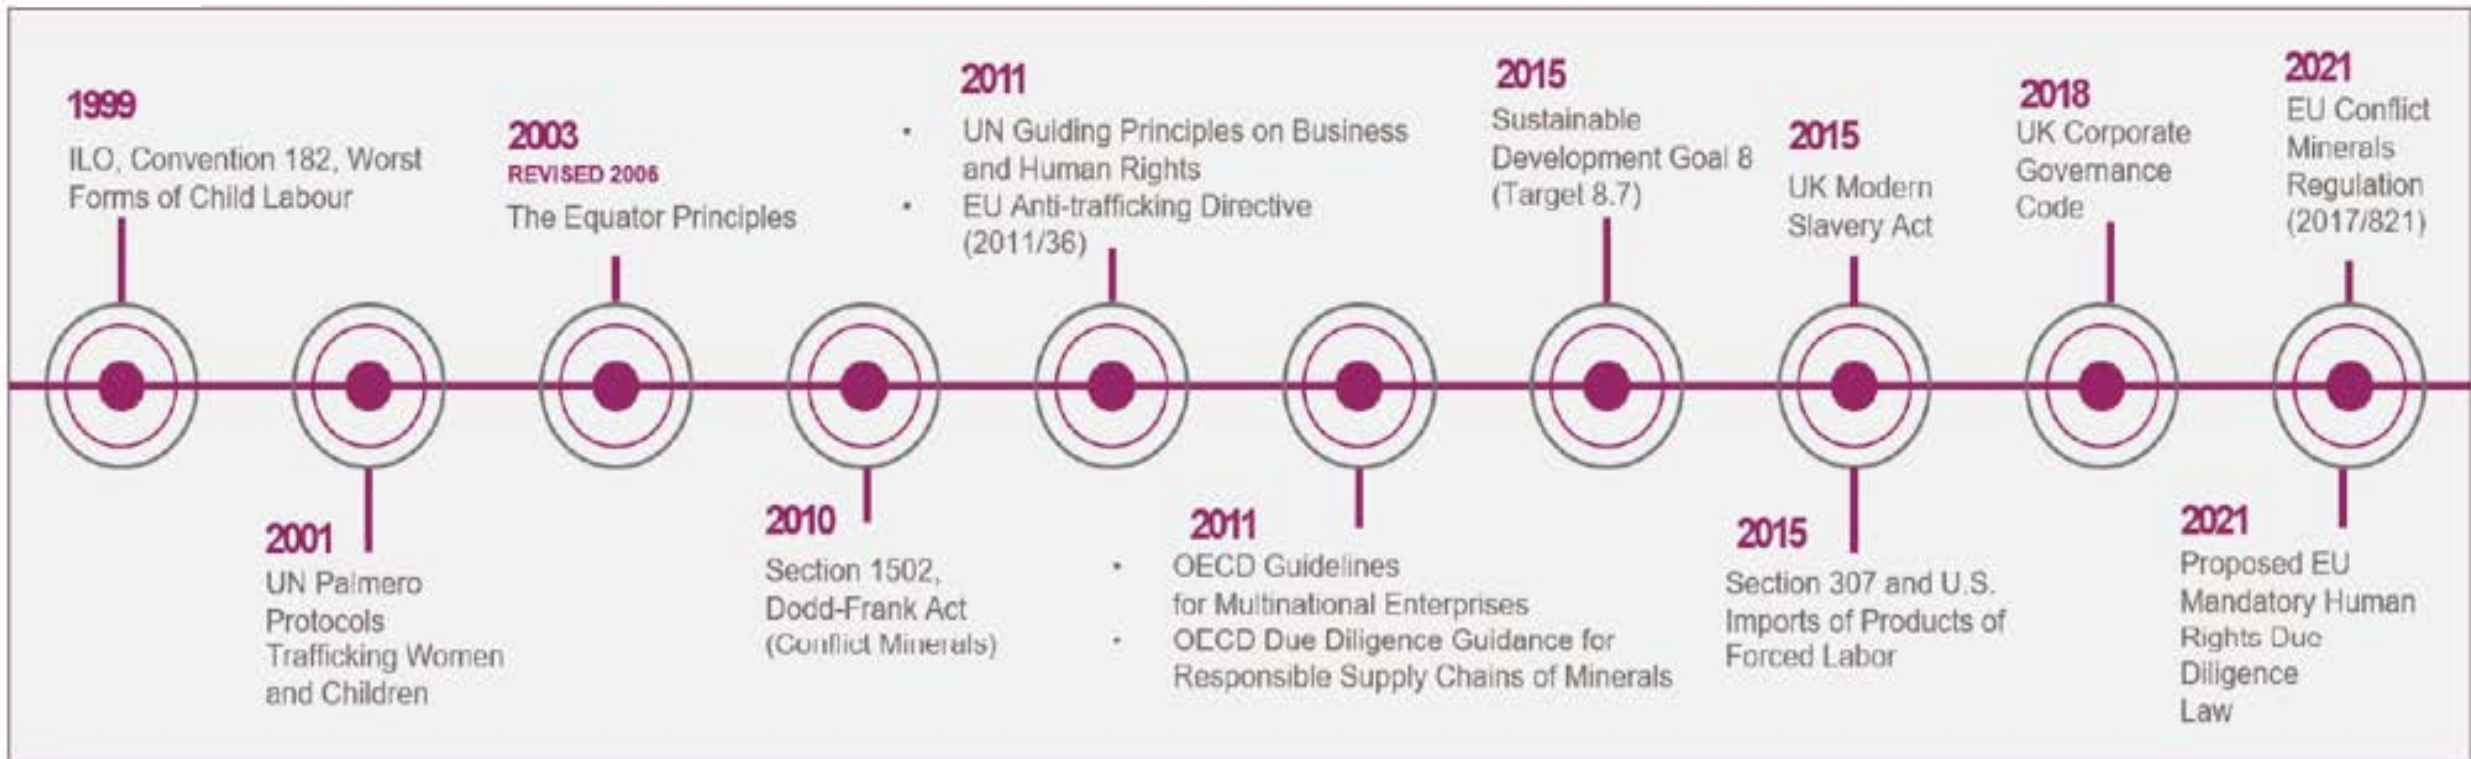 1999
ILO, Convention 182, Worst
Forms of Child Labour
2001
UN Palmero
Protocols
Trafficking Women
and Children
2003
REVISED 2006
The Equator Principles
2010
Section 1502,
Dodd-Frank Act
(Conflict Minerals)
2011
• UN Guiding Principles on Business
and Human Rights
• EU Anti-trafficking Directive
(2011/36)
2011
• OECD Guidelines
for Multinational Enterprises
• OECD Due Diligence Guidance for
Responsible Supply Chains of Minerals
2015
Sustainable
Development Goal 8
(Target 8.7)
2015
UK Modern
Slavery Act
2015
Section 307 and U.S.
Imports of Products of
Forced Labor
2018
UK Corporate
Governance
Code
2021
EU Conflict
Minerals
Regulation
(2017/821)
2021
Proposed EU
Mandatory Human
Rights Due
Diligence
Law